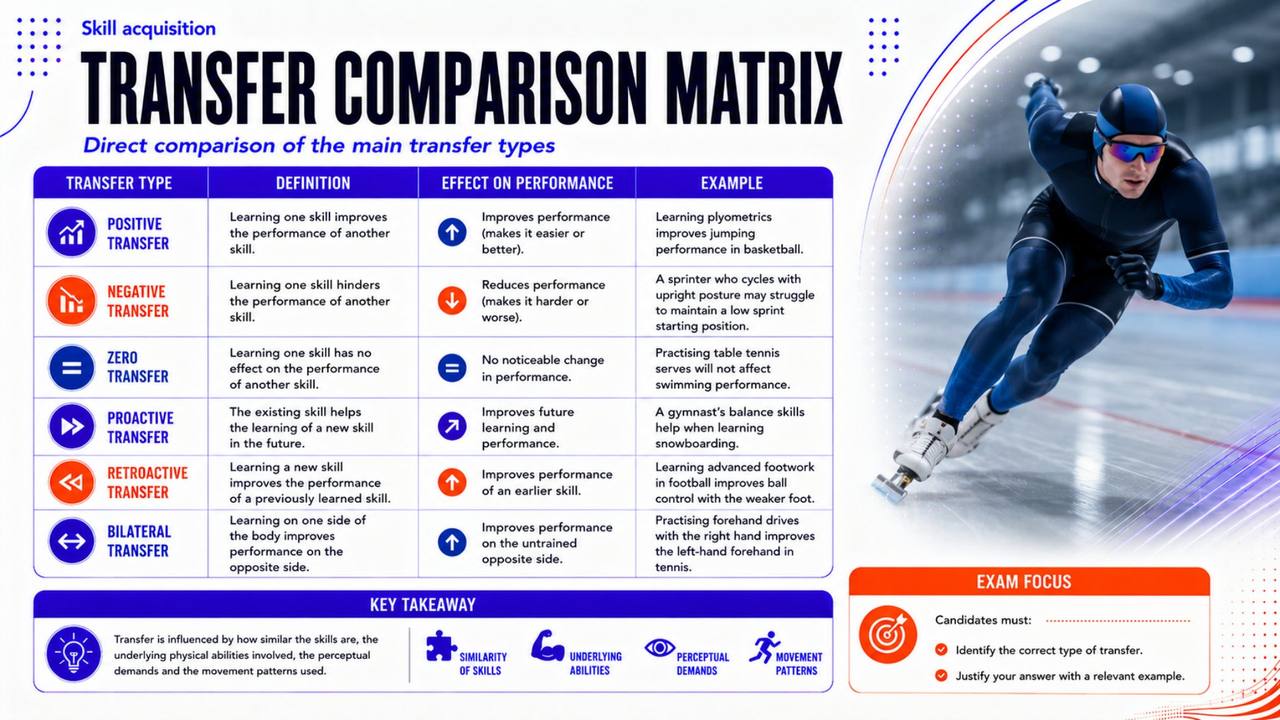 Skill acquisition
TRANSFER COMPARISON MATRIX
Direct comparison of the main transfer types
TRANSFER TYPE
DEFINITION
EFFECT ON PERFORMANCE
EXAMPLE
POSITIVE
TRANSFER
Learning one skill improves
the performance of another
skill.
Improves performance
(makes it easier or
better).
Learning plyometrics
improves jumping
performance in basketball.
NEGATIVE
TRANSFER
Learning one skill hinders
the performance of another
skill.
Reduces performance
(makes it harder or
worse).
A sprinter who cycles with
upright posture may struggle
to maintain a low sprint
starting position.
ZERO
TRANSFER
Learning one skill has no
effect on the performance
of another skill.
No noticeable change
in performance.
Practising table tennis
serves will not affect
swimming performance.
PROACTIVE
TRANSFER
The existing skill helps
the learning of a new skill
in the future.
Improves future
learning and
performance.
A gymnast's balance skills
help when learning
snowboarding.
RETROACTIVE
TRANSFER
Learning a new skill
improves the performance
of a previously learned skill.
Improves performance
of an earlier skill.
Learning advanced footwork
in football improves ball
control with the weaker foot.
BILATERAL
TRANSFER
Learning on one side of
the body improves
performance on the
opposite side.
Improves performance
on the untrained
opposite side.
Practising forehand drives
with the right hand improves
the left-hand forehand in
tennis.
KEY TAKEAWAY
Transfer is influenced by how similar the skills are, the
underlying physical abilities involved, the perceptual
demands and the movement patterns used.
SIMILARITY
OF SKILLS
UNDERLYING
ABILITIES
PERCEPTUAL
DEMANDS
MOVEMENT
PATTERNS
EXAM FOCUS
Candidates must:
Identify the correct type of transfer.
Justify your answer with a relevant example.